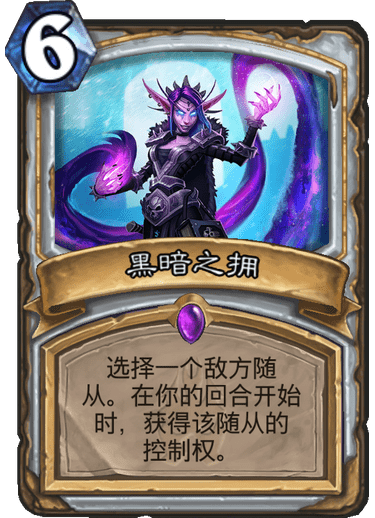 6
黑暗之拥
选择一个敌方随
从。在你的回合开始
时，获得该随从的
控制权。